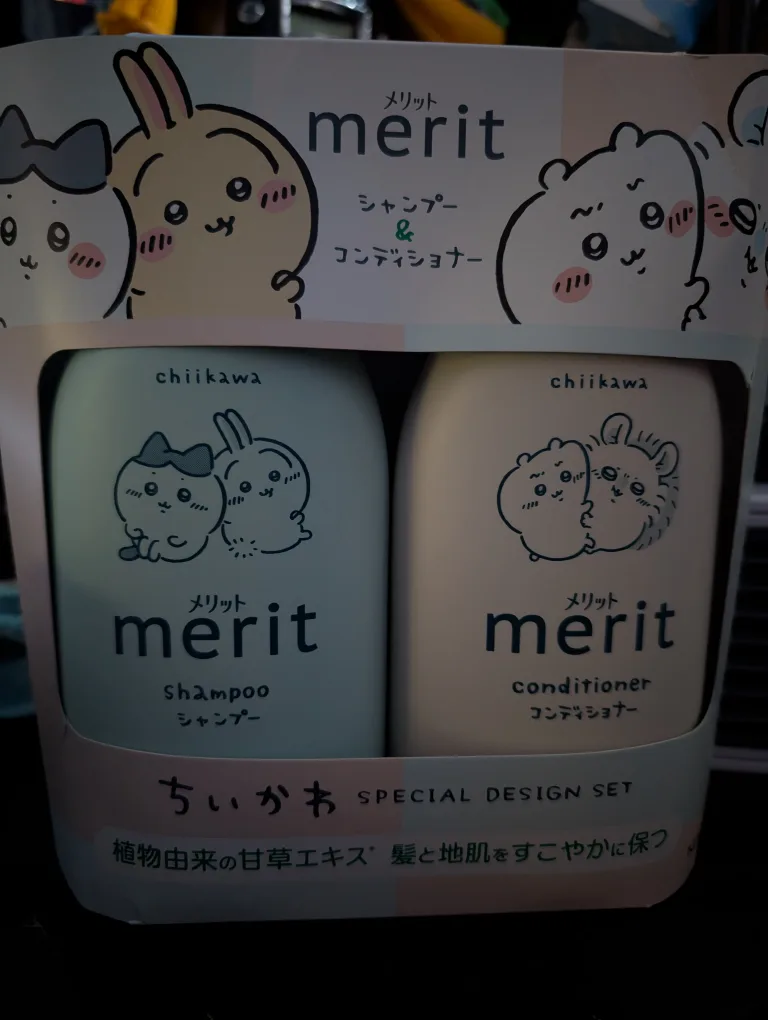 メリット
merit
シャンプー
&
コンディショナー
chiikawa
メリット
merit
shampoo
シャンプー
chiikawa
メリット
merit
conditioner
コンディショナー
ちいかわ SPECIAL DESIGN SET
植物由来の甘草エキス* 髪と地肌をすこやかに保つ